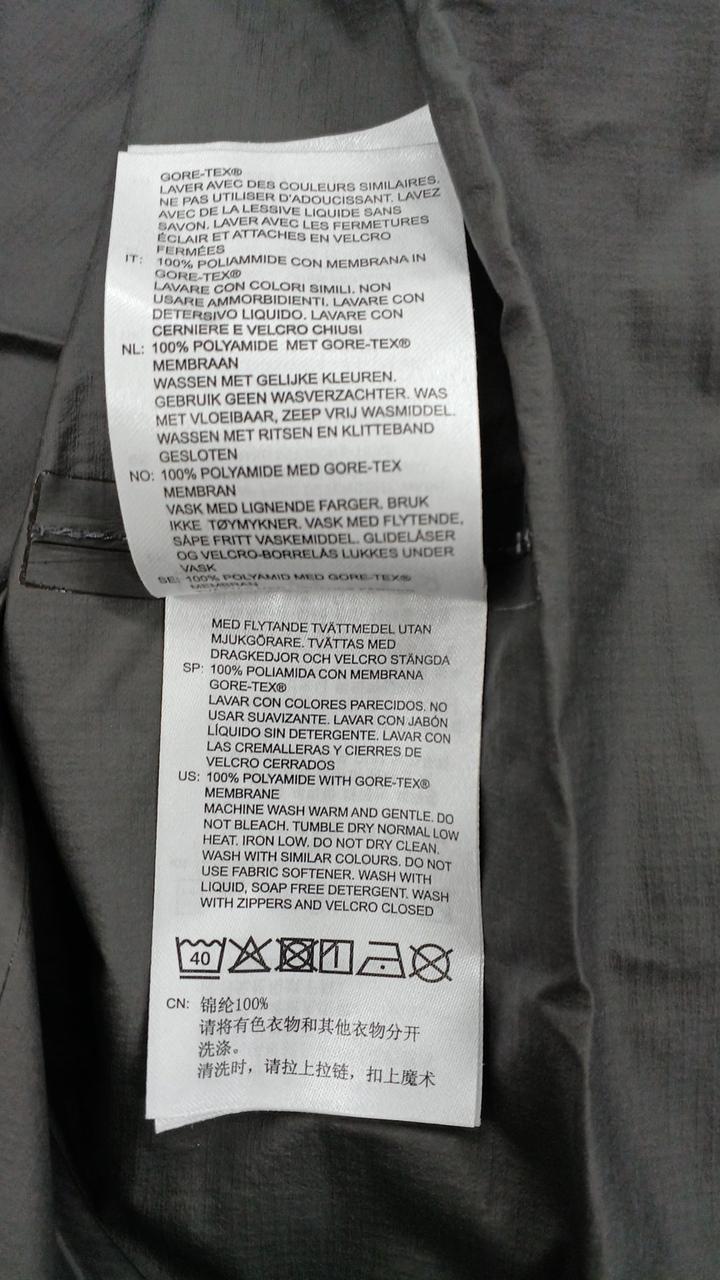 GORE-TEX®
LAVER AVEC DES COULEURS SIMILAIRES.
NE PAS UTILISER D'ADOUCISSANT. LAVEZ
AVEC DE LA LESSIVE LIQUIDE SANS
SAVON. LAVER AVEC LES FERMETURES
ÉCLAIR ET ATTACHES EN VELCRO
FERMÉES
IT: 100% POLIAMMIDE CON MEMBRANA IN
GORE-TEX®
LAVARE CON COLORI SIMILI. NON
USARE AMMORBIDIENTI. LAVARE CON
DETERSIVO LIQUIDO. LAVARE CON
CERNIERE E VELCRO CHIUSI
NL: 100% POLYAMIDE MET GORE-TEX®
MEMBRAAN
WASSEN MET GELIJKE KLEUREN.
GEBRUIK GEEN WASVERZACHTER. WAS
MET VLOEIBAAR, ZEEP VRIJ WASMIDDEL.
WASSEN MET RITSEN EN KLITTEBAND
GESLOTEN
NO: 100% POLYAMIDE MED GORE-TEX
MEMBRAN
VASK MED LIGNENDE FARGER. BRUK
IKKE TØYMYKNER. VASK MED FLYTENDE,
SÅPE FRITT VASKEMIDDEL. GLIDELÅSER
OG VELCRO-BORRELÅS LUKKES UNDER
VASK
SE: 100% POLYAMID MED GORE-TEX®
MEMBRAN
MED FLYTANDE TVÄTTMEDEL UTAN
MJUKGÖRARE. TVÄTTAS MED
DRAGKEDJOR OCH VELCRO STÄNGDA
SP: 100% POLIAMIDA CON MEMBRANA
GORE-TEX®
LAVAR CON COLORES PARECIDOS. NO
USAR SUAVIZANTE. LAVAR CON JABÓN
LÍQUIDO SIN DETERGENTE. LAVAR CON
LAS CREMALLERAS Y CIERRES DE
VELCRO CERRADOS
US: 100% POLYAMIDE WITH GORE-TEX®
MEMBRANE
MACHINE WASH WARM AND GENTLE. DO
NOT BLEACH. TUMBLE DRY NORMAL LOW
HEAT. IRON LOW. DO NOT DRY CLEAN.
WASH WITH SIMILAR COLOURS. DO NOT
USE FABRIC SOFTENER. WASH WITH
LIQUID, SOAP FREE DETERGENT. WASH
WITH ZIPPERS AND VELCRO CLOSED
40
CN: 锦纶100%
请将有色衣物和其他衣物分开
洗涤。
清洗时，请拉上拉链，扣上魔术